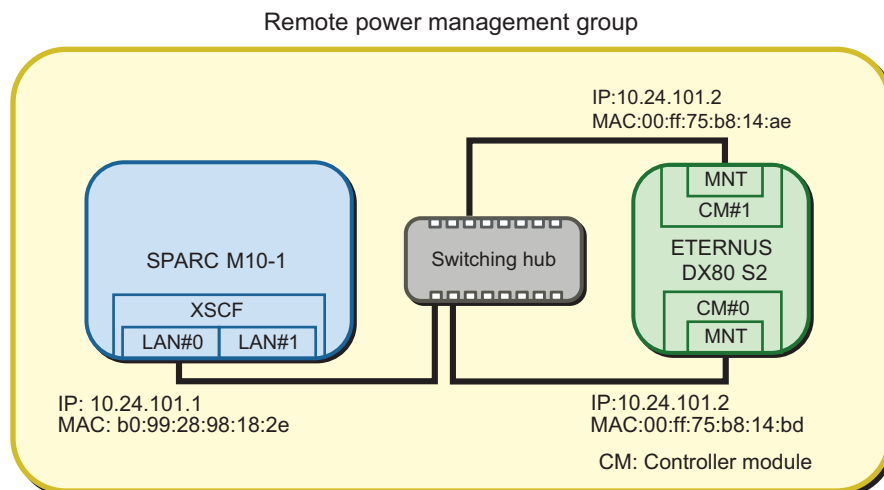 Remote power management group
IP:10.24.101.2
MAC:00:ff:75:b8:14:ae
MNT
CM#1
SPARC M10-1
Switching hub
ETERNUS
DX80 S2
XSCF
CM#0
LAN#0
LAN#1
MNT
IP: 10.24.101.1
MAC: b0:99:28:98:18:2e
IP:10.24.101.2
MAC:00:ff:75:b8:14:bd
CM: Controller module